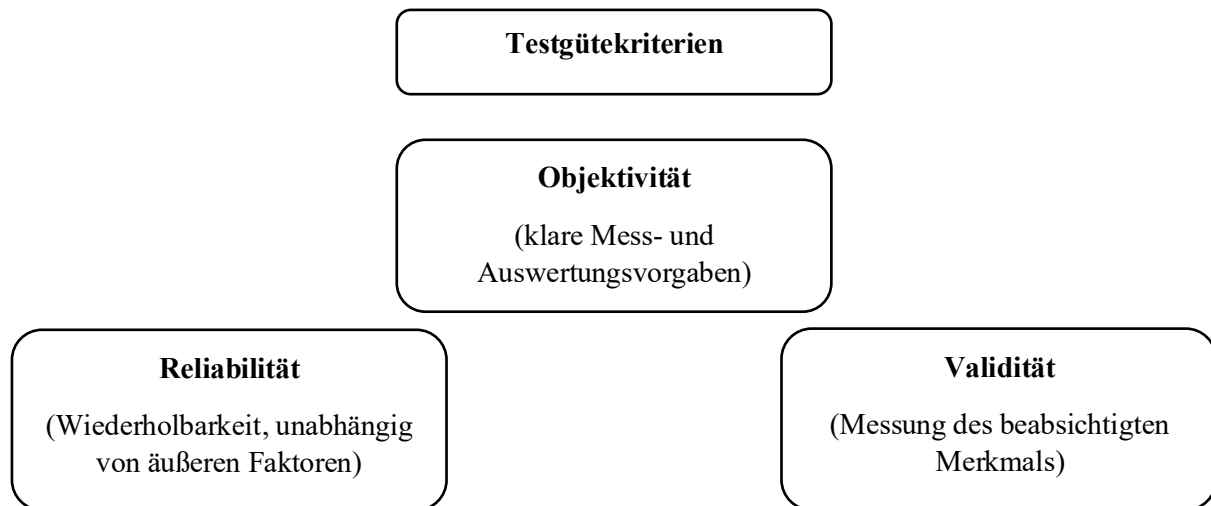 Testgütekriterien
Objektivität
(klare Mess- und
Auswertungsvorgaben)
Reliabilität
(Wiederholbarkeit, unabhängig
von äußeren Faktoren)
Validität
(Messung des beabsichtigten
Merkmals)